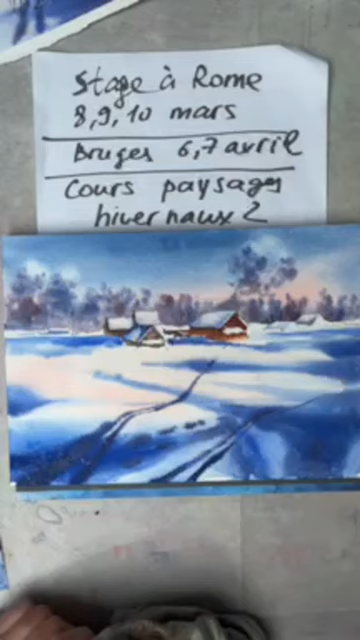 Stage à Rome
8,9,10 mars
Bruges 6,7 avril
Cours paysages
hivernaux 2